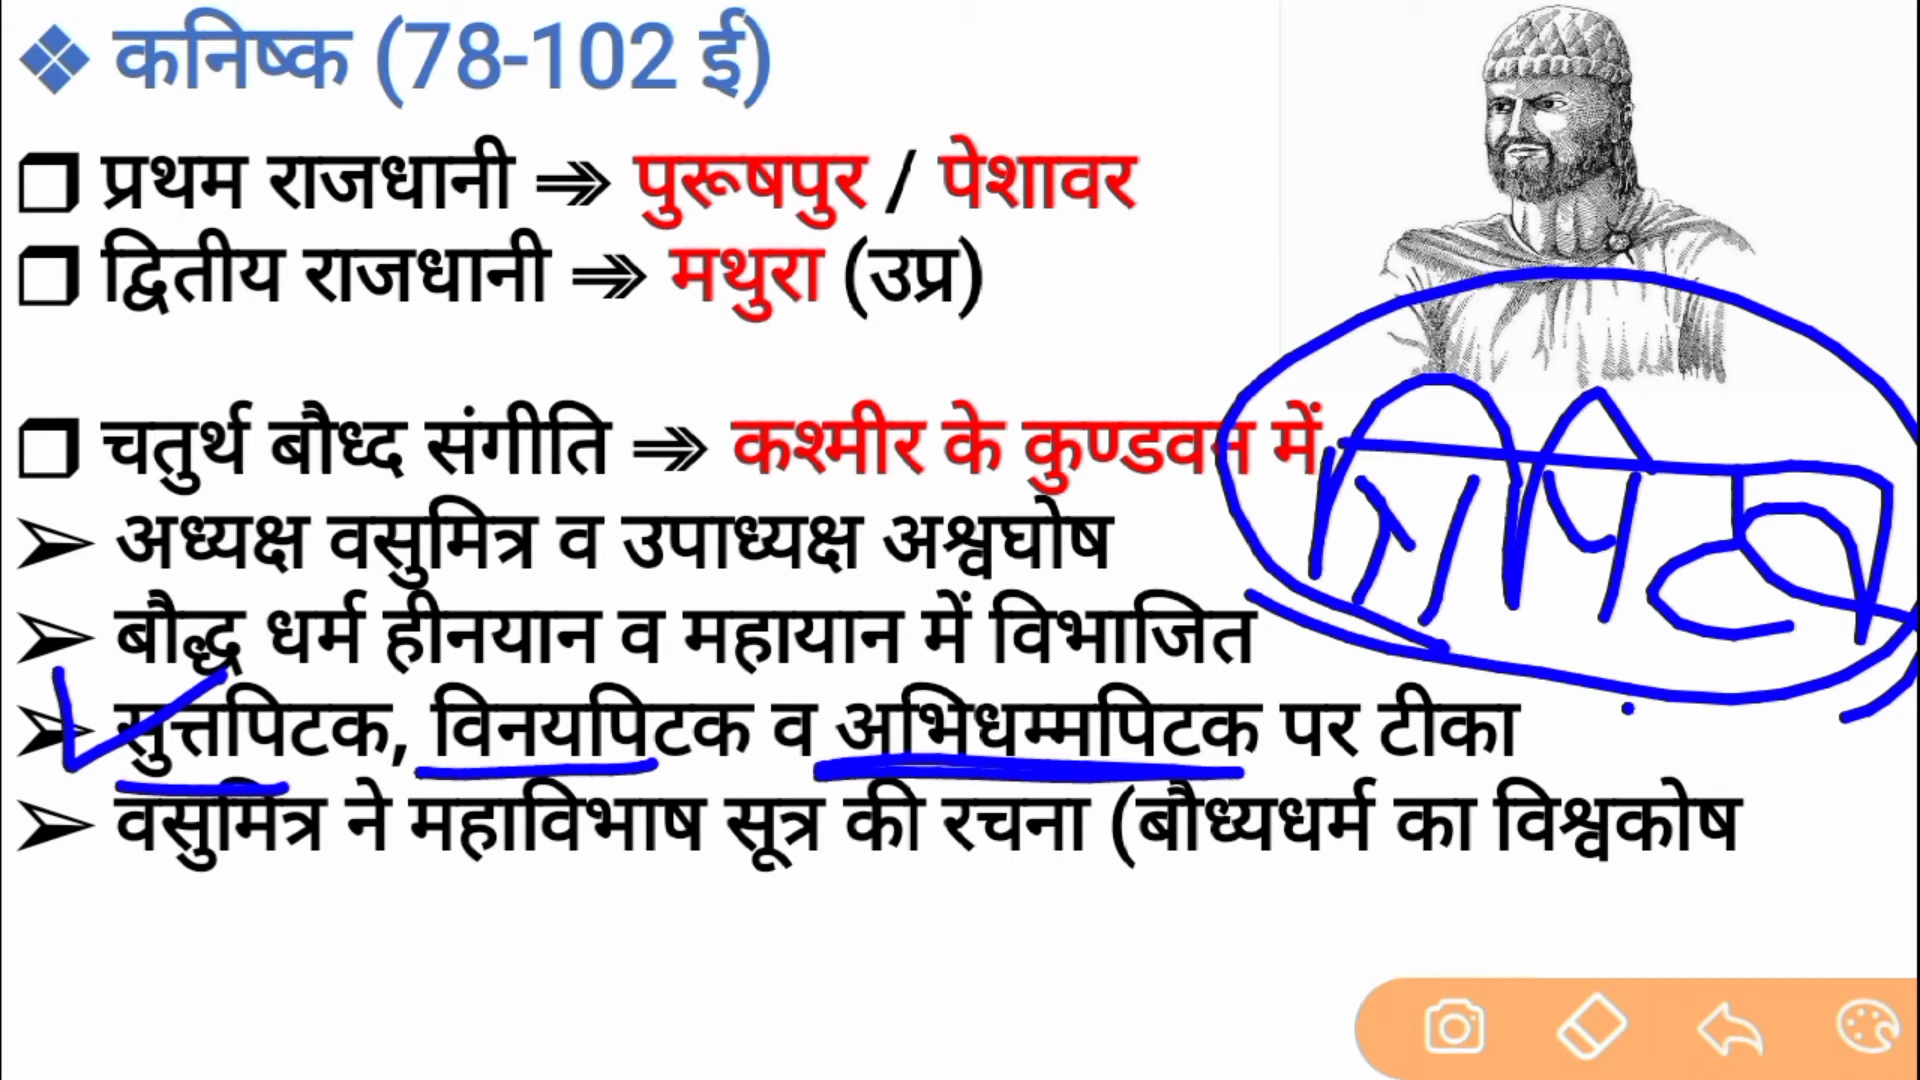 ❖ कनिष्क (78-102 ई)
❒ प्रथम राजधानी ⇛ पुरूषपुर / पेशावर
❒ द्वितीय राजधानी ⇛ मथुरा (उप्र)
❒ चतुर्थ बौध्द संगीति ⇛ कश्मीर के कुण्डवन में
➢ अध्यक्ष वसुमित्र व उपाध्यक्ष अश्वघोष
त्रिपिटक
➢ बौद्ध धर्म हीनयान व महायान में विभाजित
➢ सुत्तपिटक, विनयपिटक व अभिधम्मपिटक पर टीका
➢ वसुमित्र ने महाविभाष सूत्र की रचना (बौध्यधर्म का विश्वकोष